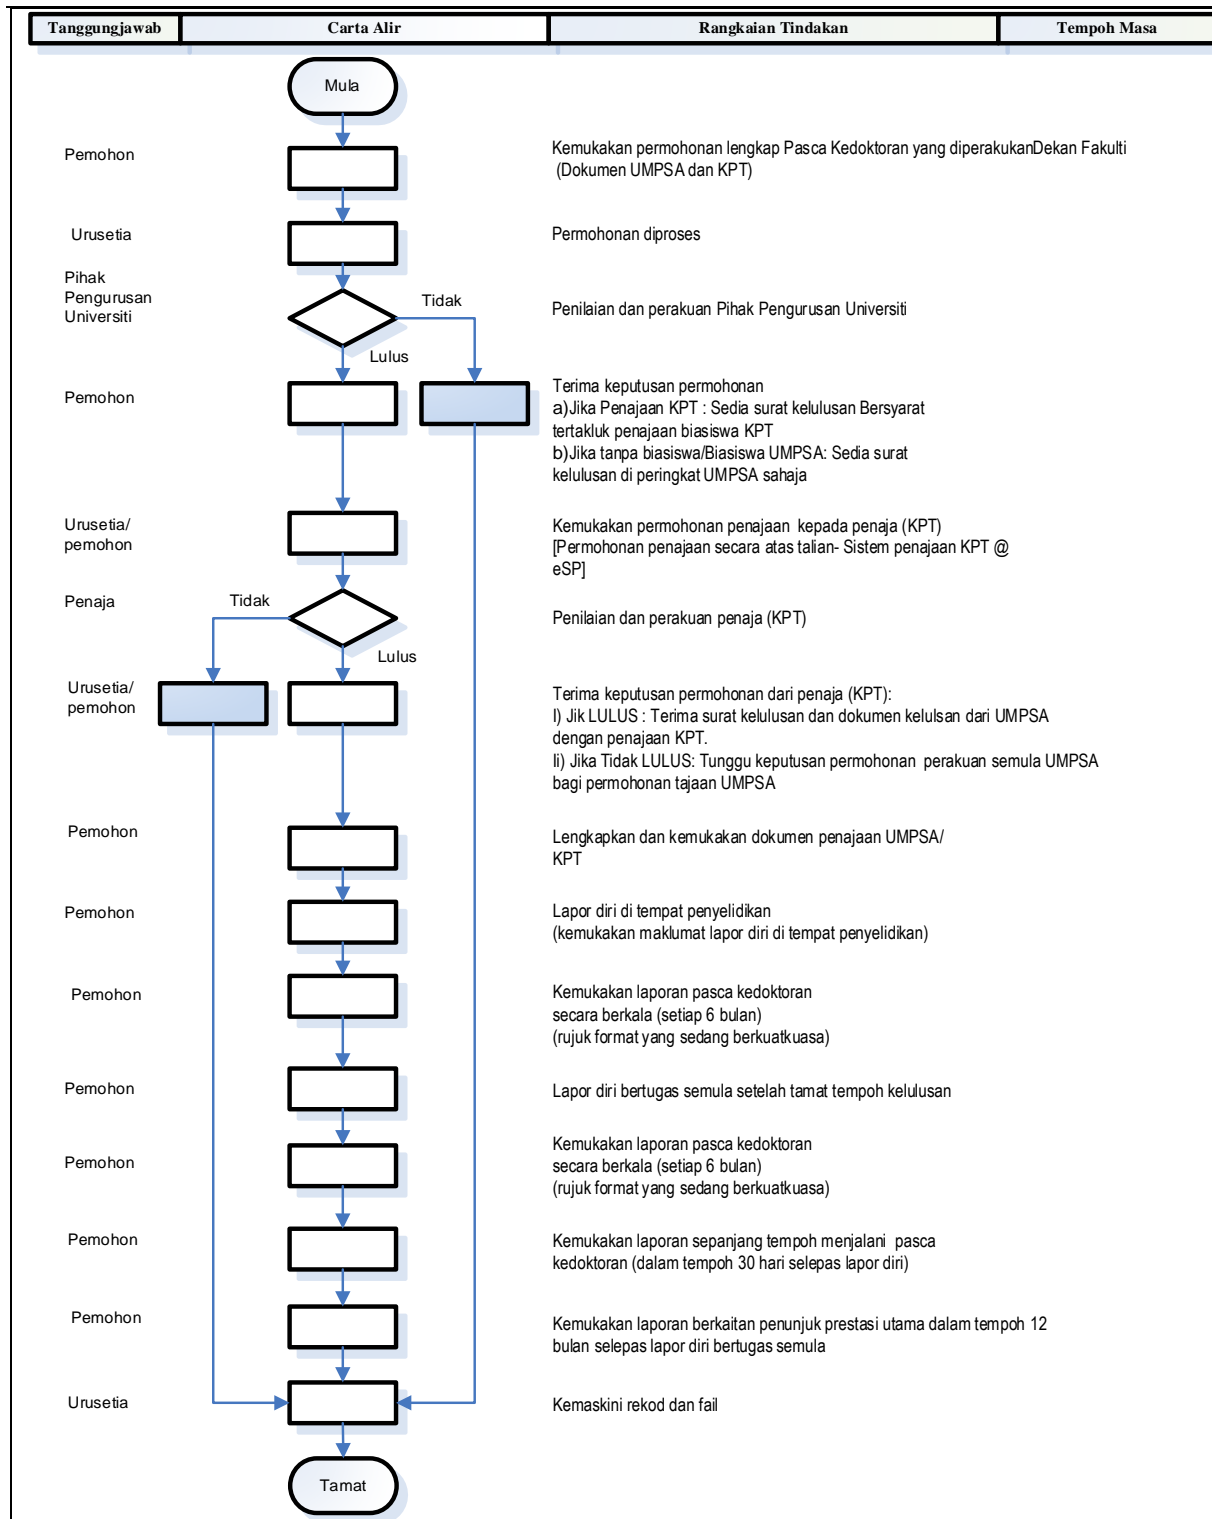 Tanggungjawab
Carta Alir
Rangkaian Tindakan
Tempoh Masa
Mula
Pemohon
Kemukakan permohonan lengkap Pasca Kedoktoran yang diperakukanDekan Fakulti
(Dokumen UMPSA dan KPT)
Urusetia
Permohonan diproses
Pihak
Pengurusan
Universiti
Tidak
Penilaian dan perakuan Pihak Pengurusan Universiti
Lulus
Pemohon
Terima keputusan permohonan
a)Jika Penajaan KPT : Sedia surat kelulusan Bersyarat
tertakluk penajaan biasiswa KPT
b)Jika tanpa biasiswa/Biasiswa UMPSA: Sedia surat
kelulusan di peringkat UMPSA sahaja
Urusetia/
pemohon
Kemukakan permohonan penajaan kepada penaja (KPT)
[Permohonan penajaan secara atas talian- Sistem penajaan KPT @
eSP]
Penaja
Tidak
Penilaian dan perakuan penaja (KPT)
Lulus
Urusetia/
pemohon
Terima keputusan permohonan dari penaja (KPT):
I) Jik LULUS : Terima surat kelulusan dan dokumen kelulsan dari UMPSA
dengan penajaan KPT.
Ii) Jika Tidak LULUS: Tunggu keputusan permohonan perakuan semula UMPSA
bagi permohonan tajaan UMPSA
Pemohon
Lengkapkan dan kemukakan dokumen penajaan UMPSA/
KPT
Pemohon
Lapor diri di tempat penyelidikan
(kemukakan maklumat lapor diri di tempat penyelidikan)
Pemohon
Kemukakan laporan pasca kedoktoran
secara berkala (setiap 6 bulan)
(rujuk format yang sedang berkuatkuasa)
Pemohon
Lapor diri bertugas semula setelah tamat tempoh kelulusan
Pemohon
Kemukakan laporan pasca kedoktoran
secara berkala (setiap 6 bulan)
(rujuk format yang sedang berkuatkuasa)
Pemohon
Kemukakan laporan sepanjang tempoh menjalani pasca
kedoktoran (dalam tempoh 30 hari selepas lapor diri)
Pemohon
Kemukakan laporan berkaitan penunjuk prestasi utama dalam tempoh 12
bulan selepas lapor diri bertugas semula
Urusetia
Kemaskini rekod dan fail
Tamat